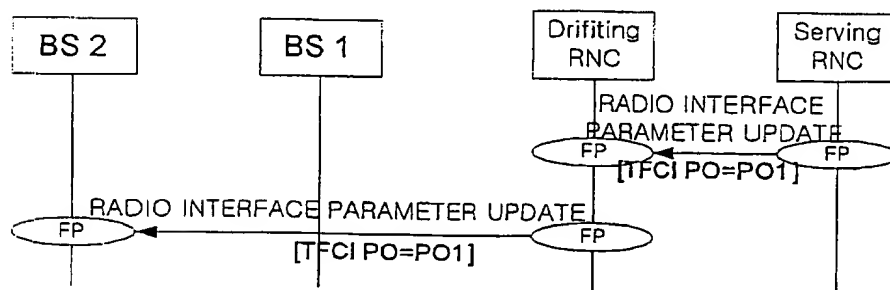 BS 2
BS 1
Drifiting
RNC
Serving
RNC
RADIO INTERFACE
PARAMETER UPDATE
FP
FP
[TFCI PO=PO1]
RADIO INTERFACE PARAMETER UPDATE
FP
FP
[TFCI PO=PO1]